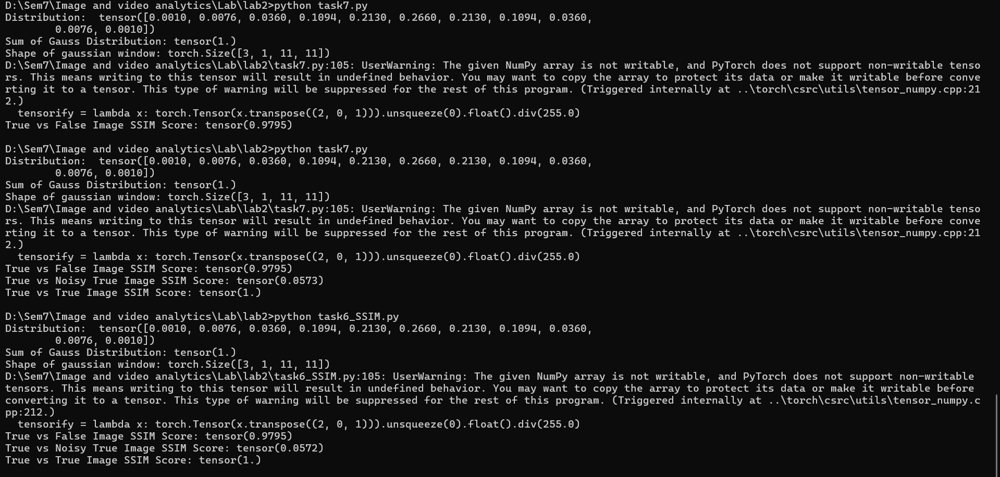 D:\Sem7\Image and video analytics\Lab\lab2>python task7.py
Distribution:  tensor([0.0010, 0.0076, 0.0360, 0.1094, 0.2130, 0.2660, 0.2130, 0.1094, 0.0360,
        0.0076, 0.0010])
Sum of Gauss Distribution: tensor(1.)
Shape of gaussian window: torch.Size([3, 1, 11, 11])
D:\Sem7\Image and video analytics\Lab\lab2\task7.py:105: UserWarning: The given NumPy array is not writable, and PyTorch does not support non-writable tenso
rs. This means writing to this tensor will result in undefined behavior. You may want to copy the array to protect its data or make it writable before conve
rting it to a tensor. This type of warning will be suppressed for the rest of this program. (Triggered internally at ..\torch\csrc\utils\tensor_numpy.cpp:21
2.)
  tensorify = lambda x: torch.Tensor(x.transpose((2, 0, 1))).unsqueeze(0).float().div(255.0)
True vs False Image SSIM Score: tensor(0.9795)
D:\Sem7\Image and video analytics\Lab\lab2>python task7.py
Distribution:  tensor([0.0010, 0.0076, 0.0360, 0.1094, 0.2130, 0.2660, 0.2130, 0.1094, 0.0360,
        0.0076, 0.0010])
Sum of Gauss Distribution: tensor(1.)
Shape of gaussian window: torch.Size([3, 1, 11, 11])
D:\Sem7\Image and video analytics\Lab\lab2\task7.py:105: UserWarning: The given NumPy array is not writable, and PyTorch does not support non-writable tenso
rs. This means writing to this tensor will result in undefined behavior. You may want to copy the array to protect its data or make it writable before conve
rting it to a tensor. This type of warning will be suppressed for the rest of this program. (Triggered internally at ..\torch\csrc\utils\tensor_numpy.cpp:21
2.)
  tensorify = lambda x: torch.Tensor(x.transpose((2, 0, 1))).unsqueeze(0).float().div(255.0)
True vs False Image SSIM Score: tensor(0.9795)
True vs Noisy True Image SSIM Score: tensor(0.0573)
True vs True Image SSIM Score: tensor(1.)
D:\Sem7\Image and video analytics\Lab\lab2>python task6_SSIM.py
Distribution:  tensor([0.0010, 0.0076, 0.0360, 0.1094, 0.2130, 0.2660, 0.2130, 0.1094, 0.0360,
        0.0076, 0.0010])
Sum of Gauss Distribution: tensor(1.)
Shape of gaussian window: torch.Size([3, 1, 11, 11])
D:\Sem7\Image and video analytics\Lab\lab2\task6_SSIM.py:105: UserWarning: The given NumPy array is not writable, and PyTorch does not support non-writable
tensors. This means writing to this tensor will result in undefined behavior. You may want to copy the array to protect its data or make it writable before
converting it to a tensor. This type of warning will be suppressed for the rest of this program. (Triggered internally at ..\torch\csrc\utils\tensor_numpy.c
pp:212.)
  tensorify = lambda x: torch.Tensor(x.transpose((2, 0, 1))).unsqueeze(0).float().div(255.0)
True vs False Image SSIM Score: tensor(0.9795)
True vs Noisy True Image SSIM Score: tensor(0.0572)
True vs True Image SSIM Score: tensor(1.)